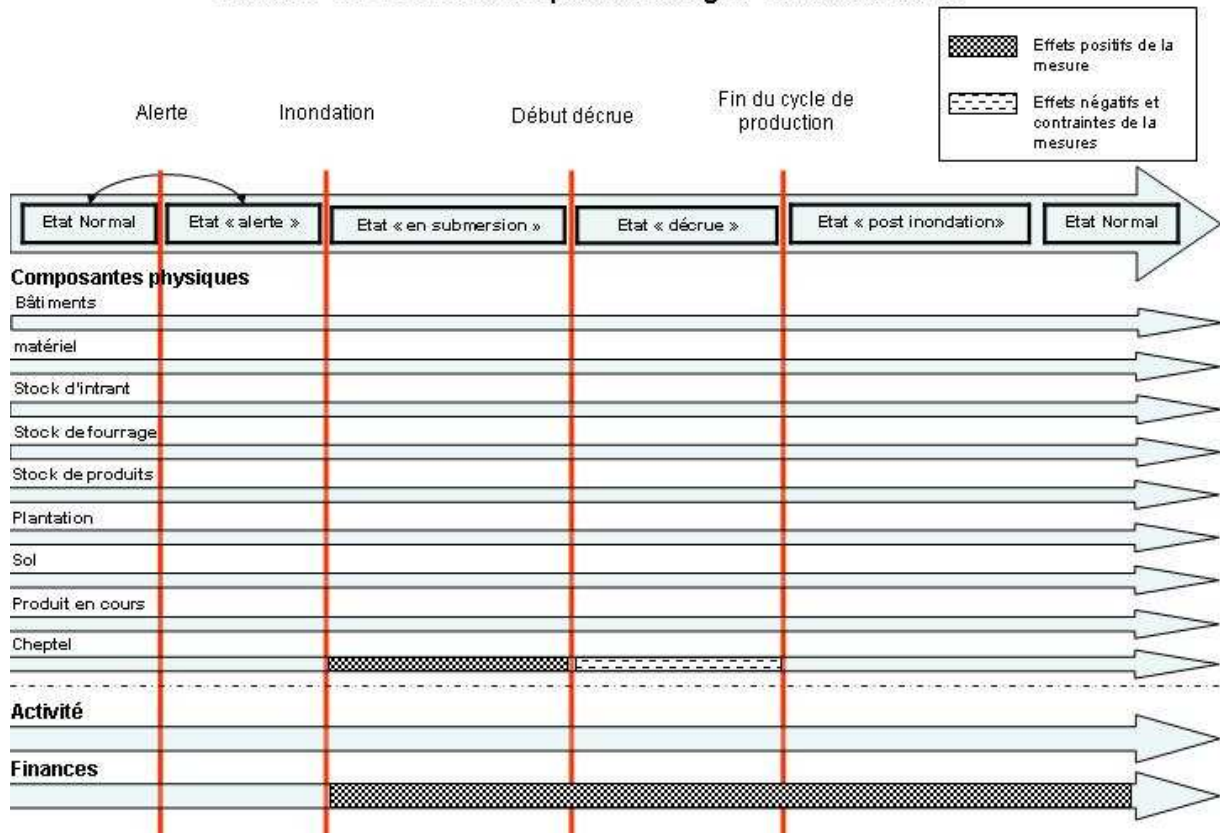 Effets positifs de la
mesure
Effets négatifs et
contraintes de la
mesures
Alerte
Inondation
Début décrue
Fin du cycle de
production
Etat Normal
Etat « alerte »
Etat « en submersion »
Etat « décrue »
Etat « post inondation»
Etat Normal
Composantes physiques
Bâtiments
matériel
Stock d'intrant
Stock de fourrage
Stock de produits
Plantation
Sol
Produit en cours
Cheptel
Activité
Finances